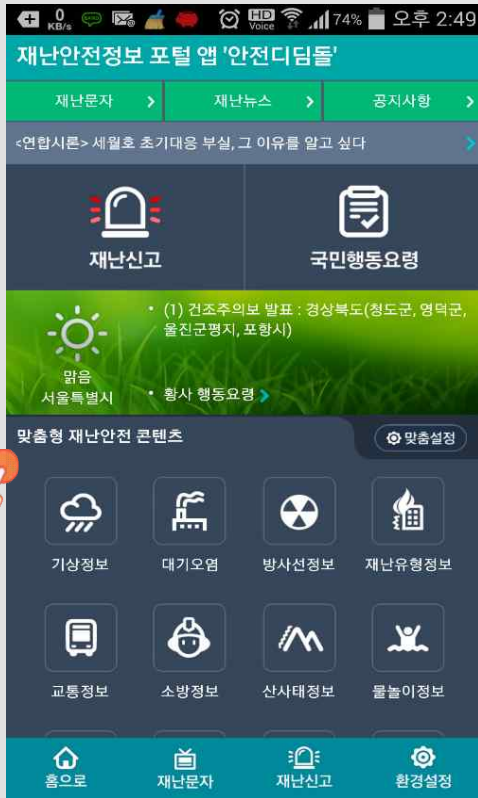 0 KB/s HD Voice 74% 오후 2:49
재난안전정보 포털 앱 '안전디딤돌'
재난문자 > 재난뉴스 > 공지사항 >
<연합시론> 세월호 초기대응 부실, 그 이유를 알고 싶다 >
재난신고 국민행동요령
• (1) 건조주의보 발표 : 경상북도(청도군, 영덕군,
울진군평지, 포항시)
맑음
서울특별시
• 황사 행동요령 >
맞춤형 재난안전 콘텐츠 맞춤설정
기상정보 대기오염 방사선정보 재난유형정보
교통정보 소방정보 산사태정보 물놀이정보
홈으로 재난문자 재난신고 환경설정